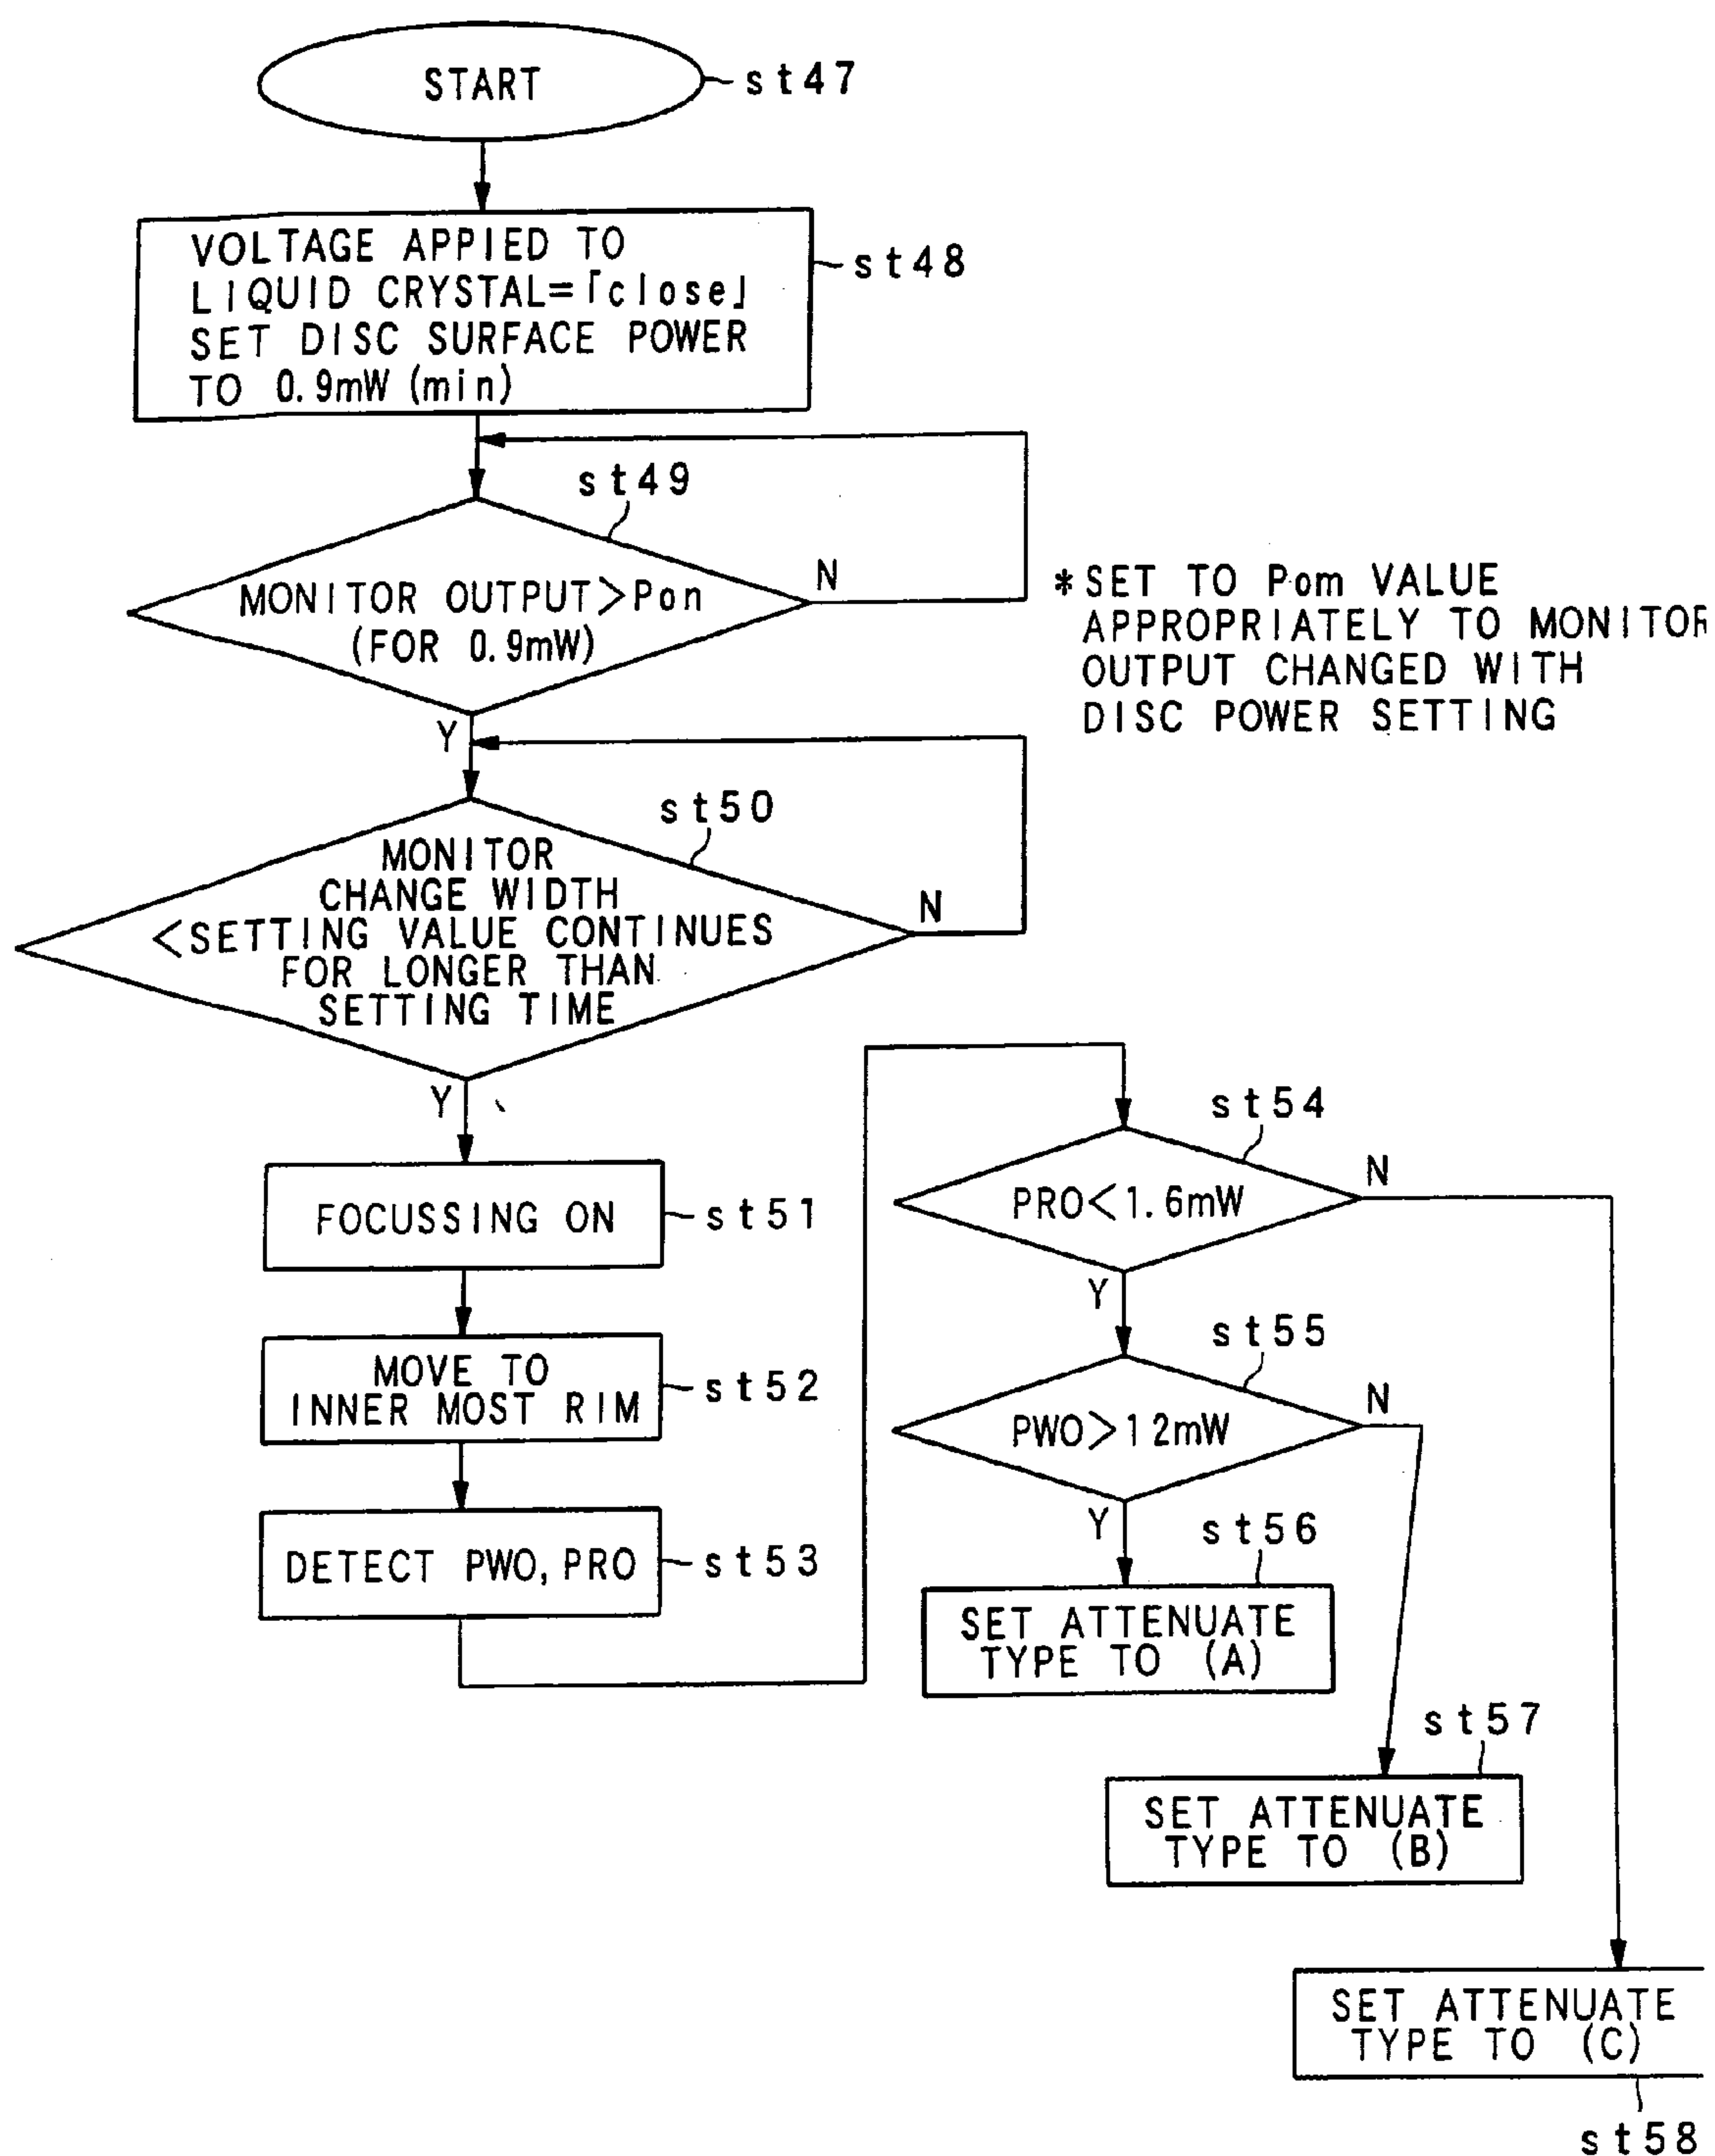 START
st47
VOLTAGE APPIED TO
LIQUID CRYSTAL=「close」
SET DISC SURFACE POWER
TO 0.9mW (min)
st48
st49
MONITOR OUTPUT>Pon
(FOR 0.9mW)
N
Y
*SET TO Pom VALUE
APPROPRIATELY TO MONITOR
OUTPUT CHANGED WITH
DISC POWER SETTING
st50
MONITOR
CHANGE WIDTH
<SETTING VALUE CONTINUES
FOR LONGER THAN
SETTING TIME
N
Y
FOCUSSING ON
st51
MOVE TO
INNER MOST RIM
st52
DETECT PWO, PRO
st53
st54
PRO<1.6mW
N
Y
st55
PWO>12mW
N
Y
st56
SET ATTENUATE
TYPE TO (A)
st57
SET ATTENUATE
TYPE TO (B)
SET ATTENUATE
TYPE TO (C)
st58